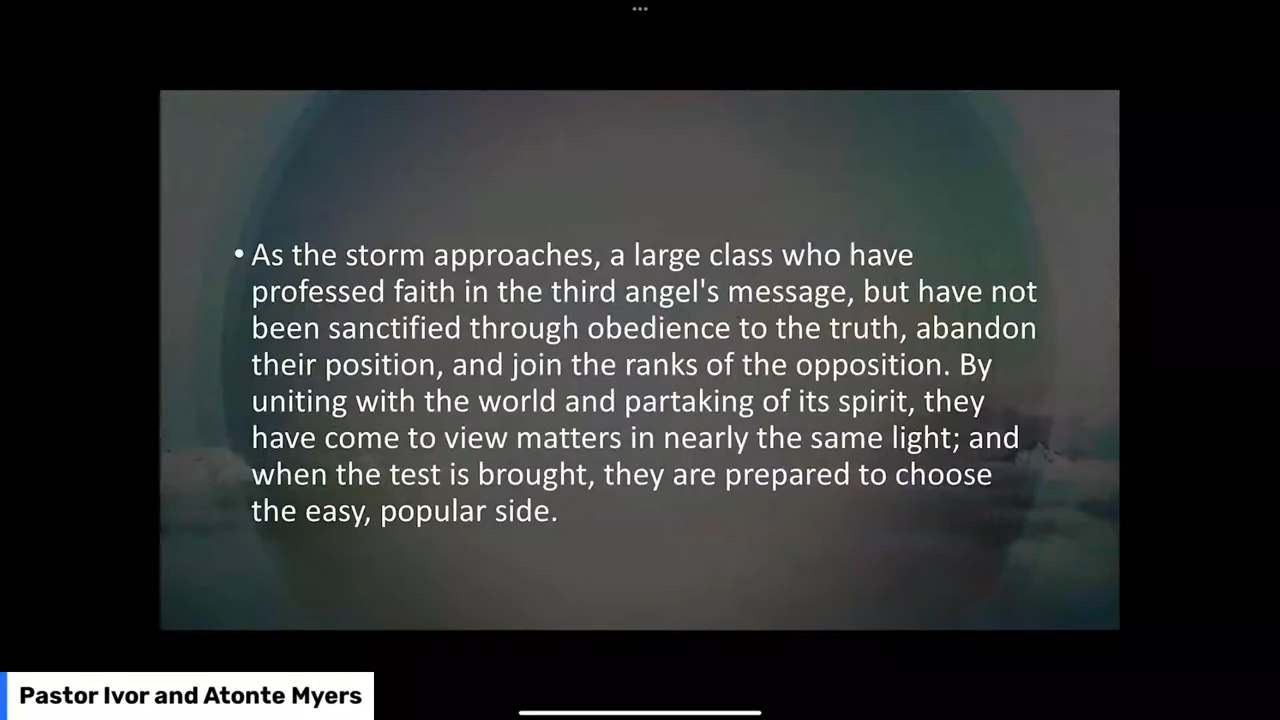 • As the storm approaches, a large class who have
professed faith in the third angel's message, but have not
been sanctified through obedience to the truth, abandon
their position, and join the ranks of the opposition. By
uniting with the world and partaking of its spirit, they
have come to view matters in nearly the same light; and
when the test is brought, they are prepared to choose
the easy, popular side.
Pastor Ivor and Atonte Myers